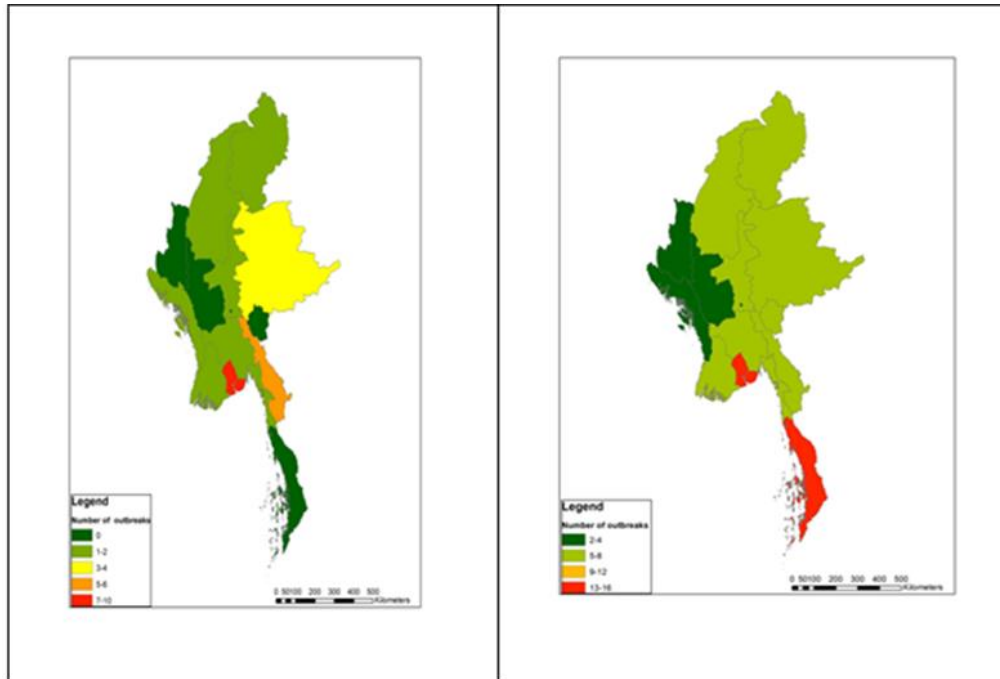 Legend
Number of outbreaks
0
1-2
3-4
5-6
7-10
0 50100 200 300 400 500
Kilometers
Legend
Number of outbreaks
2-4
5-8
9-12
13-16
0 50100 200 300 400 500
Kilometers